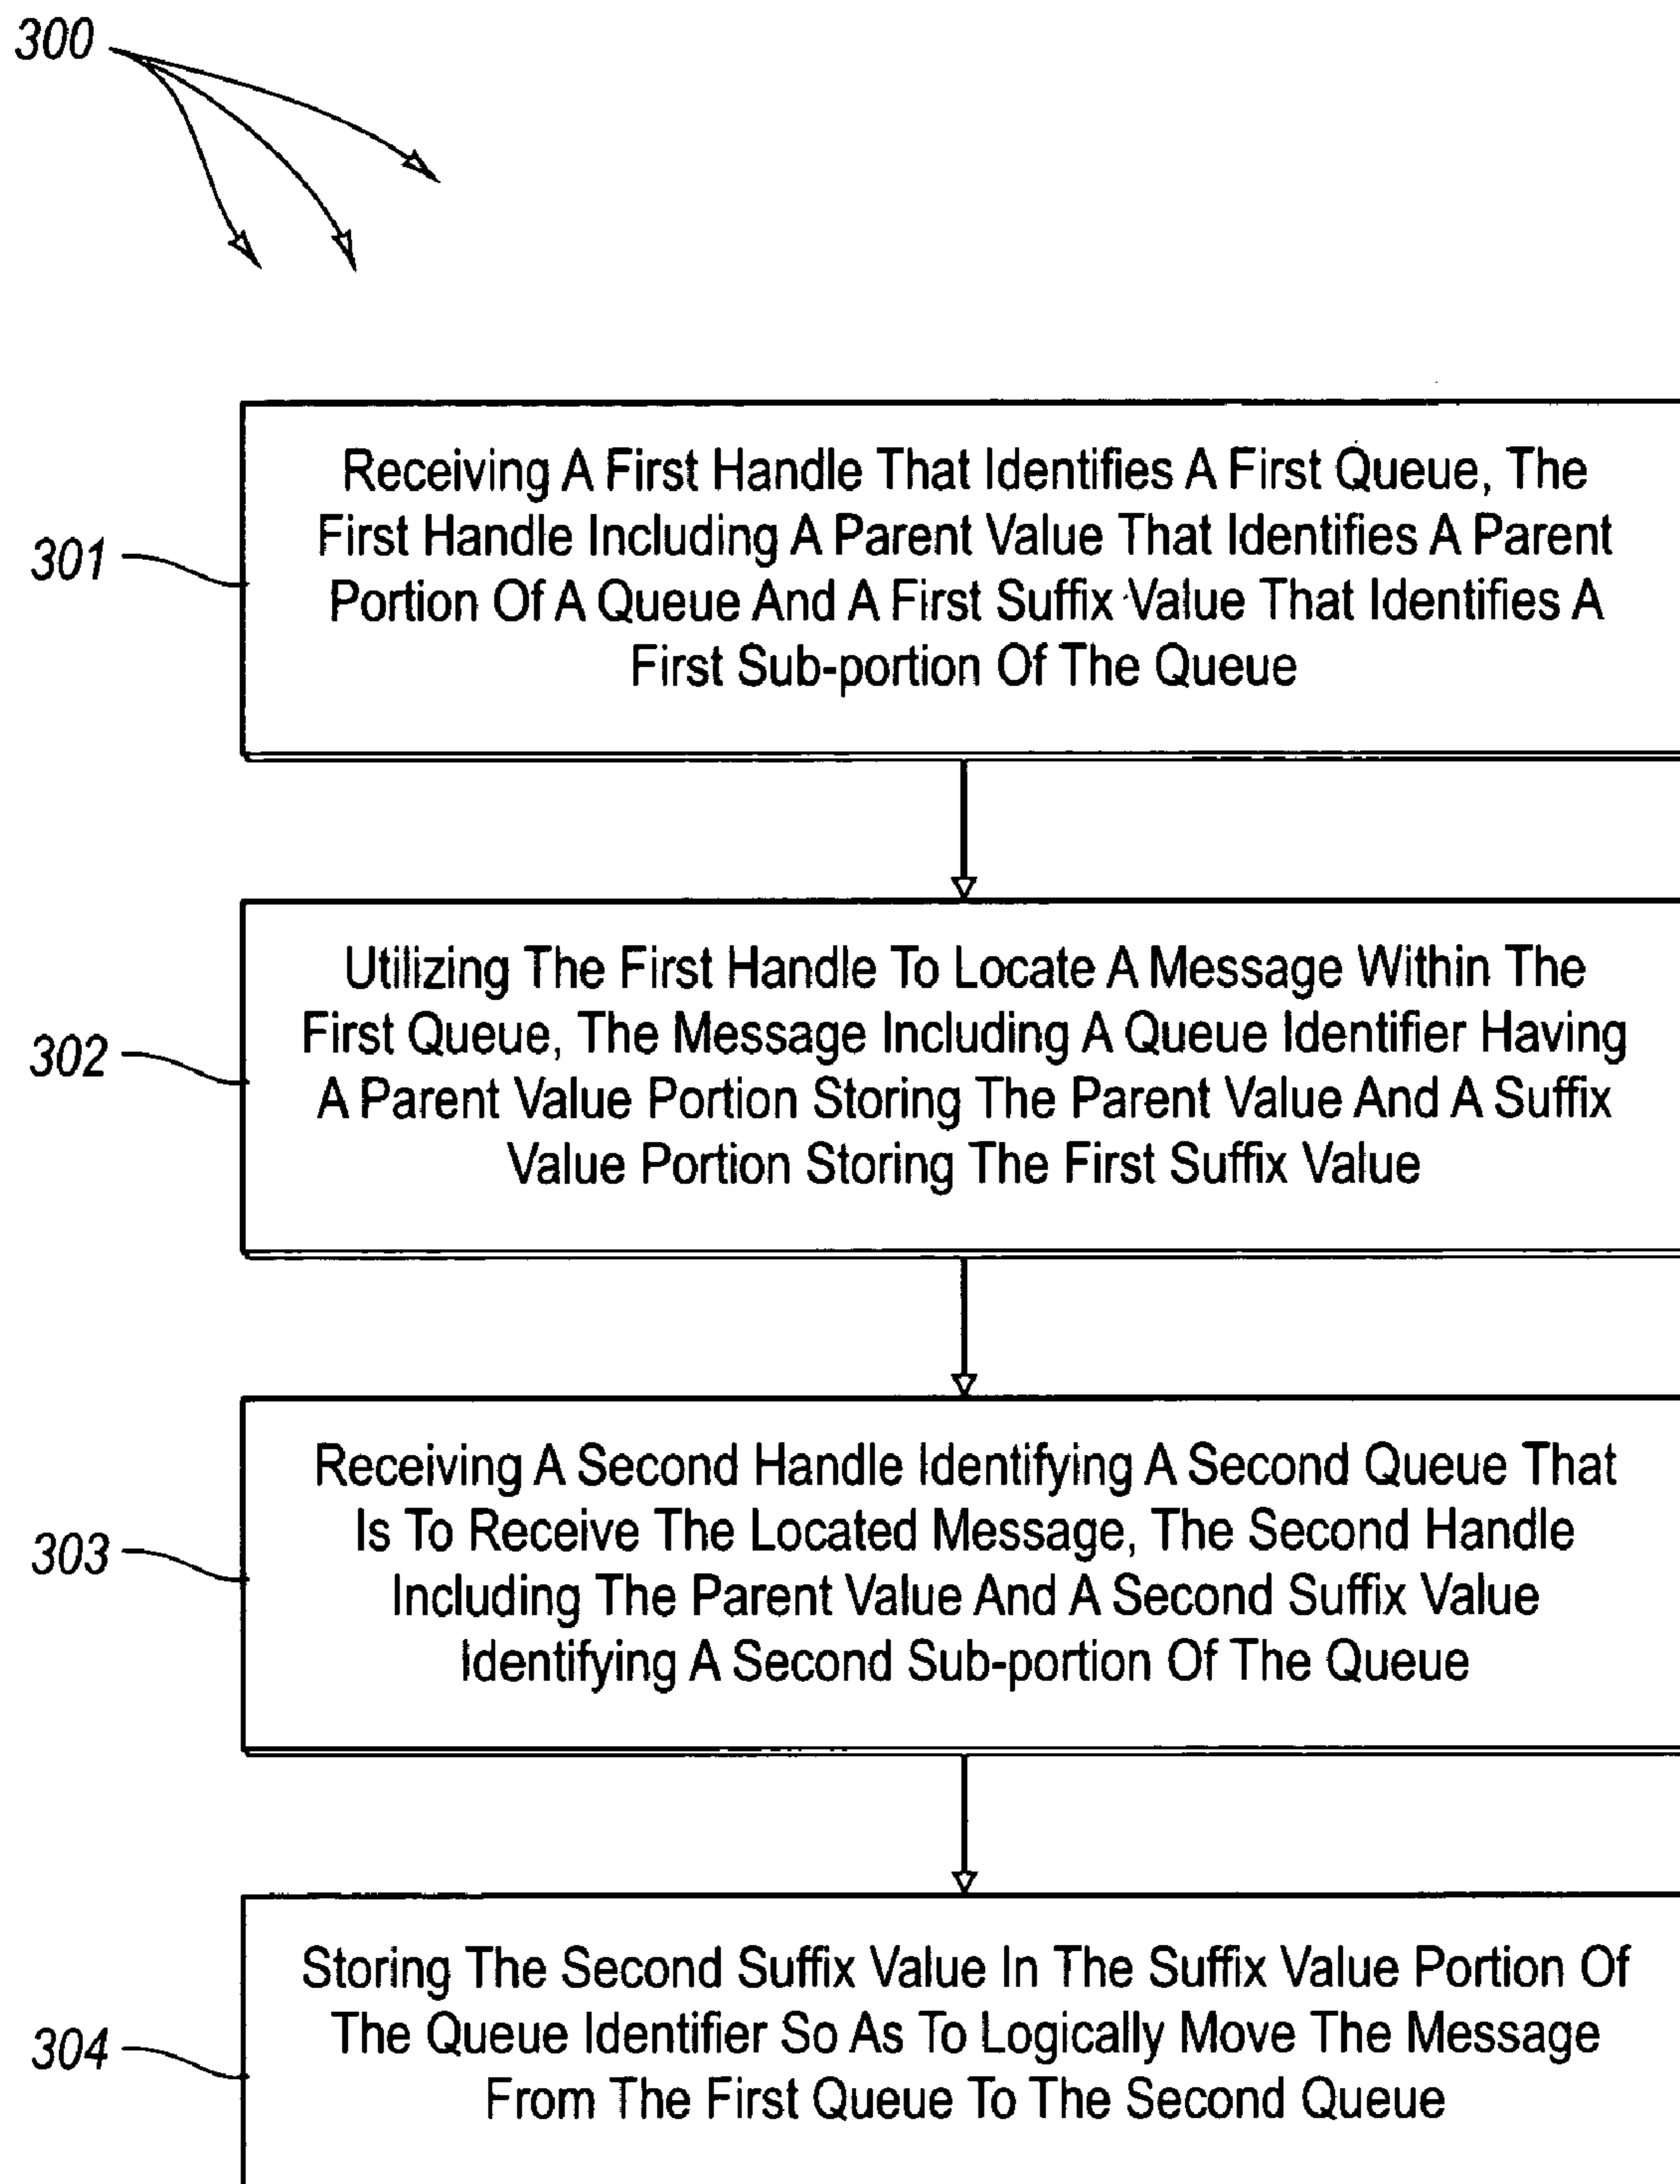 300
301
Receiving A First Handle That Identifies A First Queue, The
First Handle Including A Parent Value That Identifies A Parent
Portion Of A Queue And A First Suffix Value That Identifies A
First Sub-portion Of The Queue
302
Utilizing The First Handle To Locate A Message Within The
First Queue, The Message Including A Queue Identifier Having
A Parent Value Portion Storing The Parent Value And A Suffix
Value Portion Storing The First Suffix Value
303
Receiving A Second Handle Identifying A Second Queue That
Is To Receive The Located Message, The Second Handle
Including The Parent Value And A Second Suffix Value
Identifying A Second Sub-portion Of The Queue
304
Storing The Second Suffix Value In The Suffix Value Portion Of
The Queue Identifier So As To Logically Move The Message
From The First Queue To The Second Queue